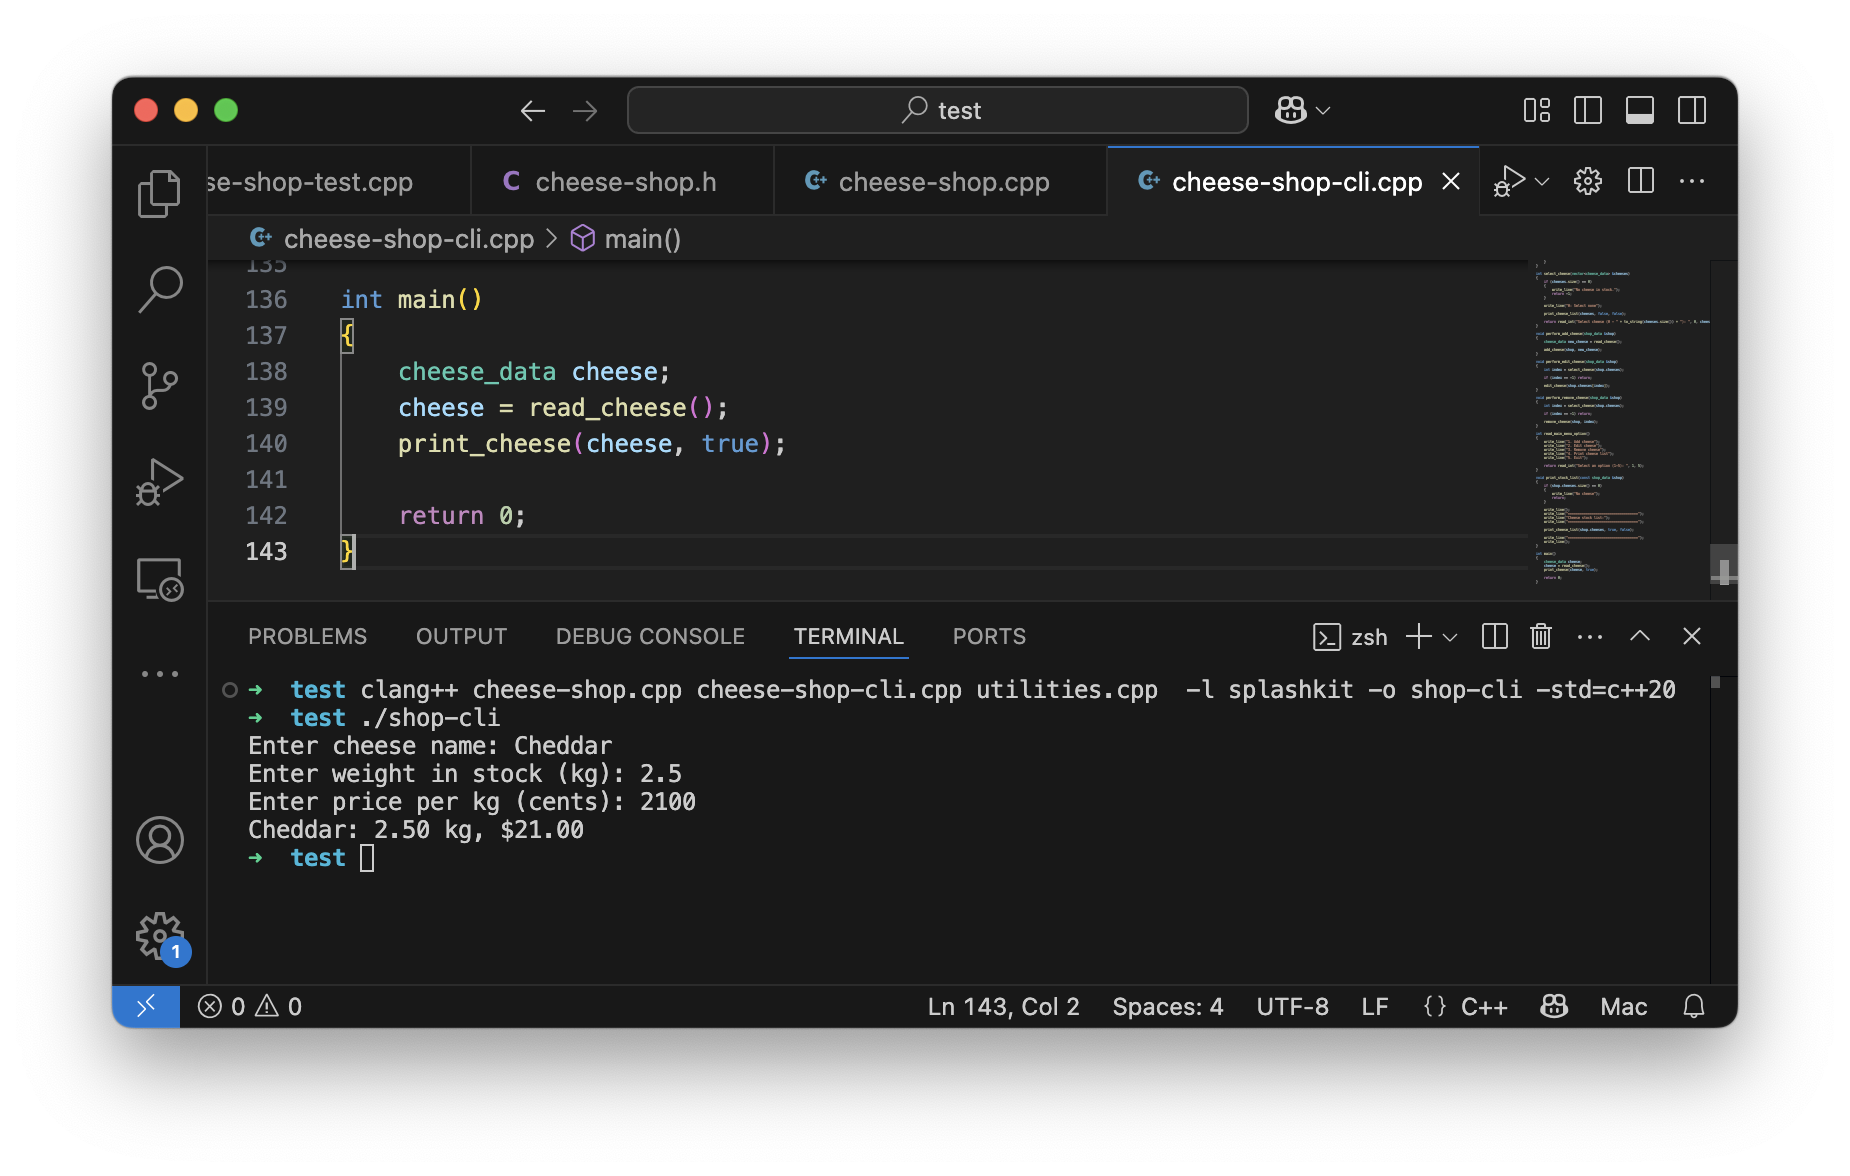 test
se-shop-test.cpp
C cheese-shop.h
C++ cheese-shop.cpp
C++ cheese-shop-cli.cpp
C++ cheese-shop-cli.cpp > main()
135
136 int main()
137 {
138 cheese_data cheese;
139 cheese = read_cheese();
140 print_cheese(cheese, true);
141
142 return 0;
143 }
PROBLEMS OUTPUT DEBUG CONSOLE TERMINAL PORTS zsh
➜ test clang++ cheese-shop.cpp cheese-shop-cli.cpp utilities.cpp  -l splashkit -o shop-cli -std=c++20
➜ test ./shop-cli
Enter cheese name: Cheddar
Enter weight in stock (kg): 2.5
Enter price per kg (cents): 2100
Cheddar: 2.50 kg, $21.00
➜ test
1
0 0 Ln 143, Col 2 Spaces: 4 UTF-8 LF {} C++ Mac